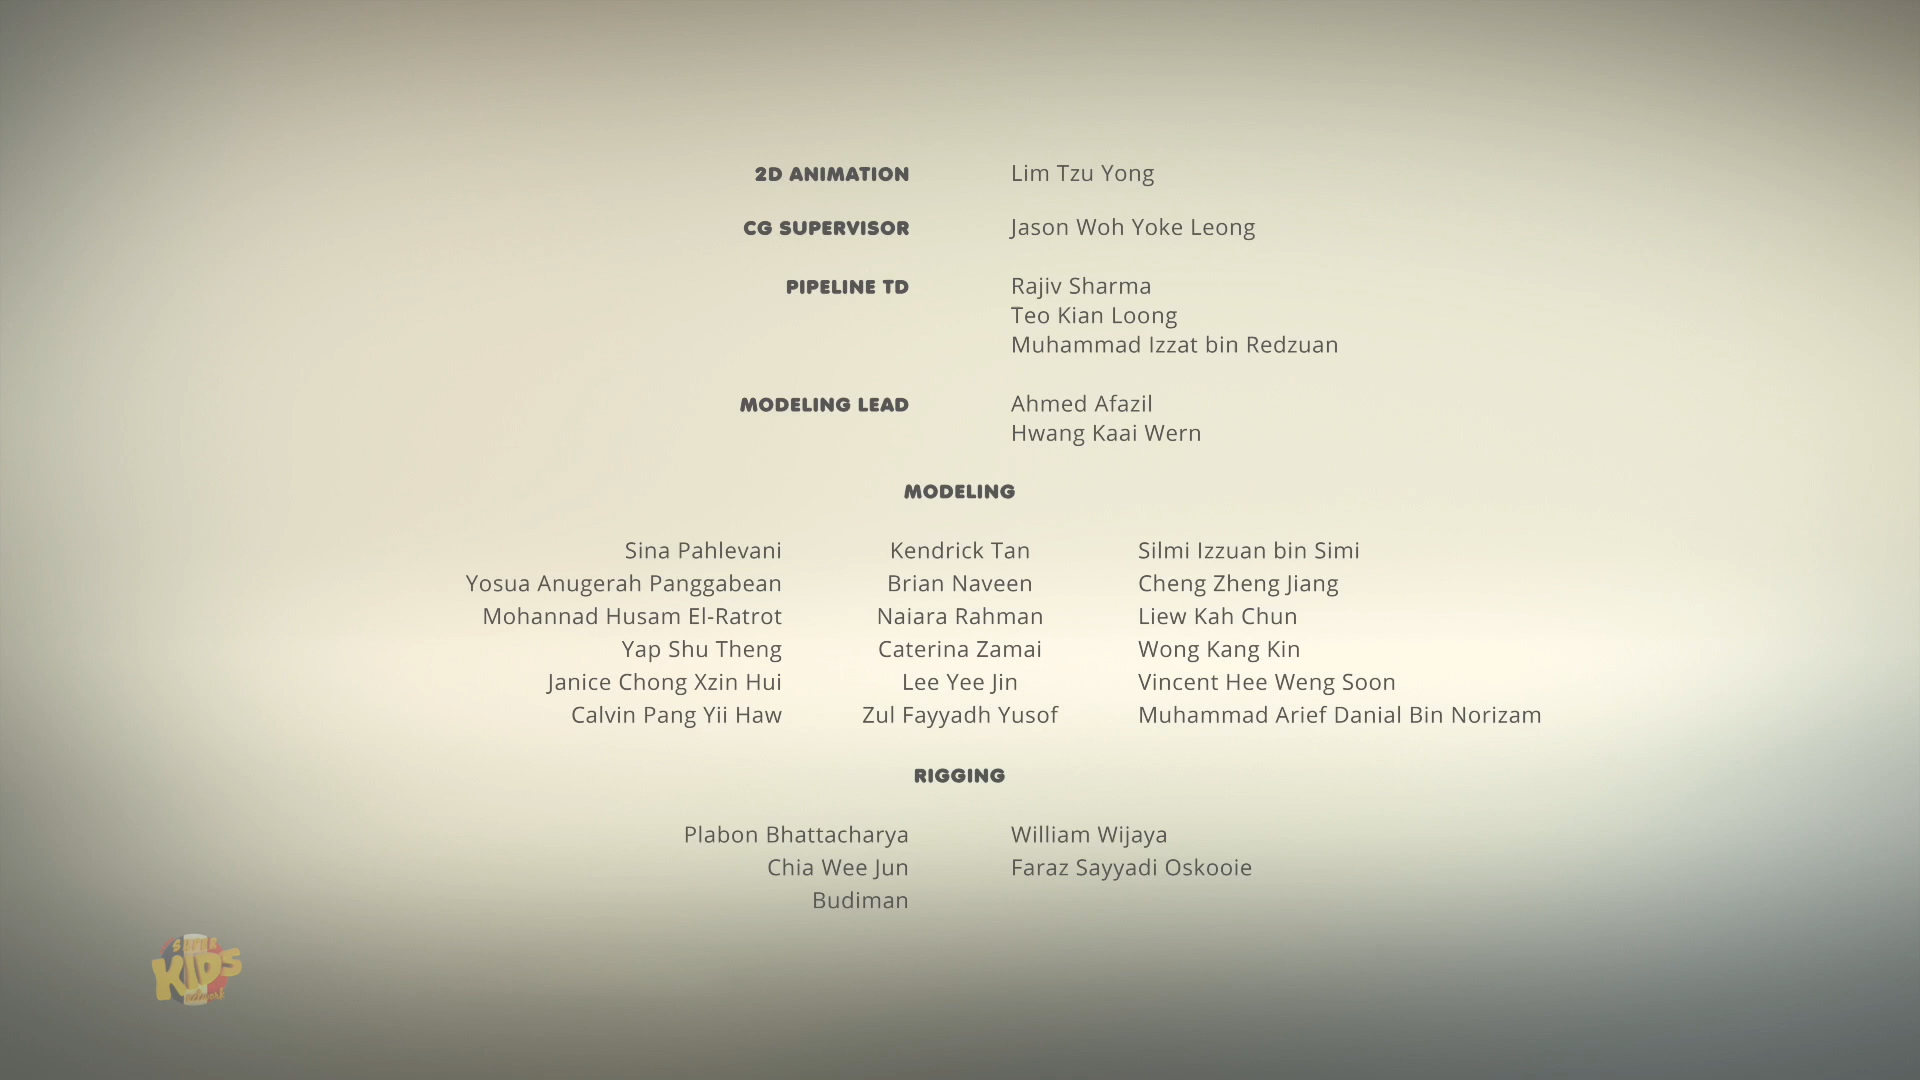 2D ANIMATION Lim Tzu Yong
CG SUPERVISOR Jason Woh Yoke Leong
PIPELINE TD Rajiv Sharma
Teo Kian Loong
Muhammad Izzat bin Redzuan
MODELING LEAD Ahmed Afazil
Hwang Kaai Wern
MODELING
Sina Pahlevani Kendrick Tan Silmi Izzuan bin Simi
Yosua Anugerah Panggabean Brian Naveen Cheng Zheng Jiang
Mohannad Husam El-Ratrot Naiara Rahman Liew Kah Chun
Yap Shu Theng Caterina Zamai Wong Kang Kin
Janice Chong Xzin Hui Lee Yee Jin Vincent Hee Weng Soon
Calvin Pang Yii Haw Zul Fayyadh Yusof Muhammad Arief Danial Bin Norizam
RIGGING
Plabon Bhattacharya William Wijaya
Chia Wee Jun Faraz Sayyadi Oskooie
Budiman
SUPER
KIDS
network